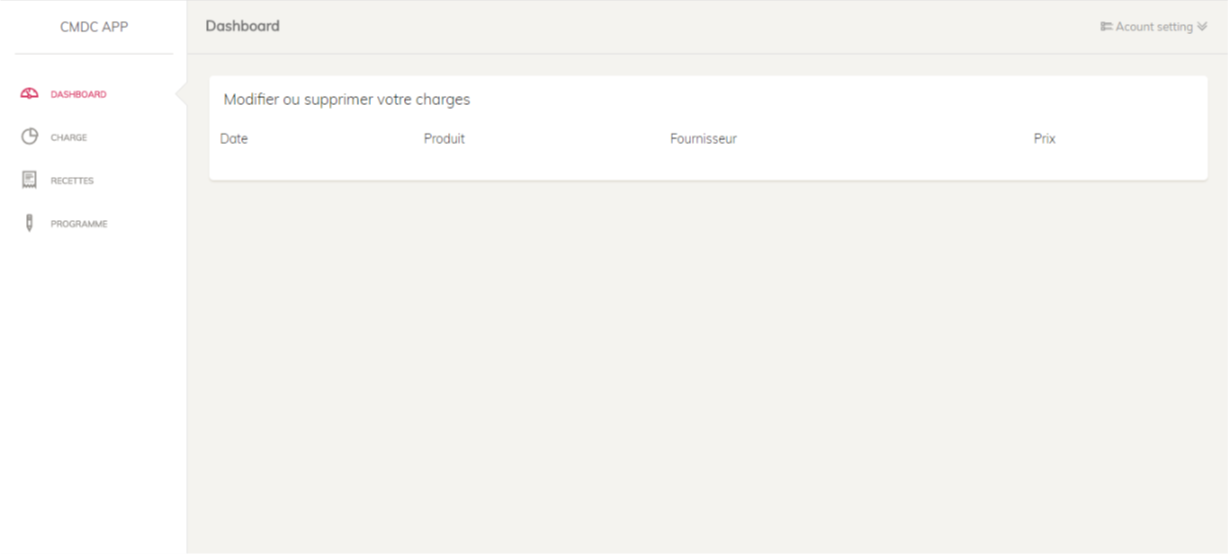 CMDC APP
Dashboard
Acount setting
DASHBOARD
CHARGE
RECETTES
PROGRAMME
Modifier ou supprimer votre charges
Date Produit Fournisseur Prix